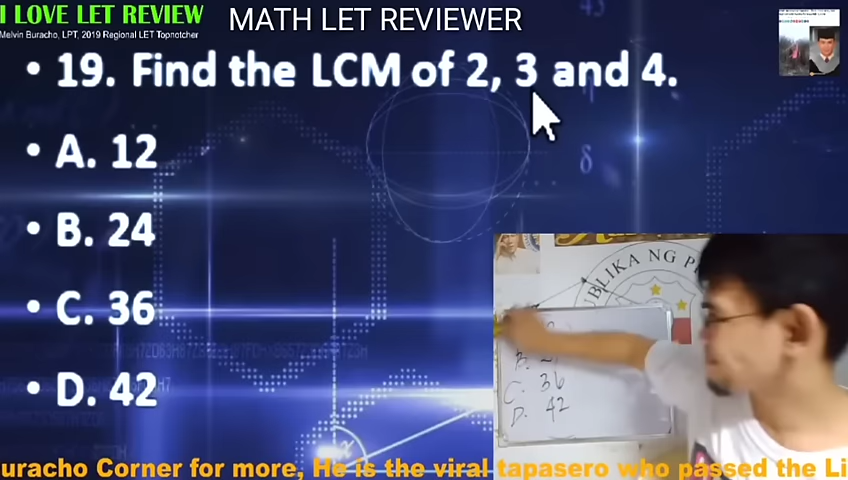 I LOVE LET REVIEW
Melvin Buracho, LPT, 2019 Regional LET Topnotcher
MATH LET REVIEWER
• 19. Find the LCM of 2, 3 and 4.
• A. 12
• B. 24
• C. 36
• D. 42
UBLIKA NG P
B.
C. 36
D. 42
uracho Corner for more, He is the viral tapasero who passed the Li